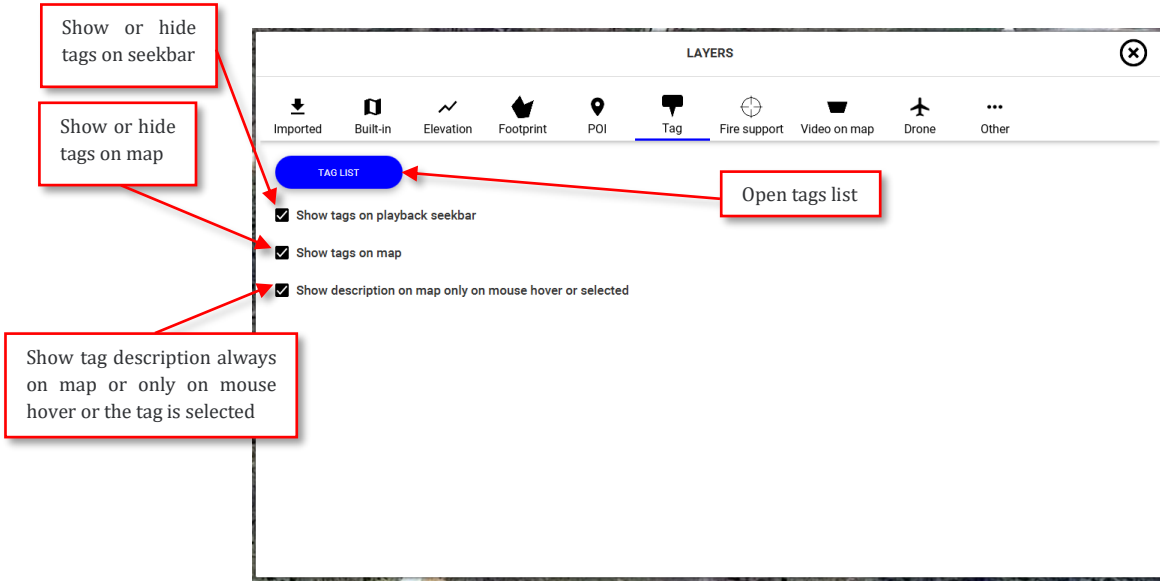 Show or hide
tags on seekbar
LAYERS
Show or hide
tags on map
Imported Built-in Elevation Footprint POI Tag Fire support Video on map Drone Other
TAG LIST
Open tags list
Show tags on playback seekbar
Show tags on map
Show description on map only on mouse hover or selected
Show tag description always
on map or only on mouse
hover or the tag is selected